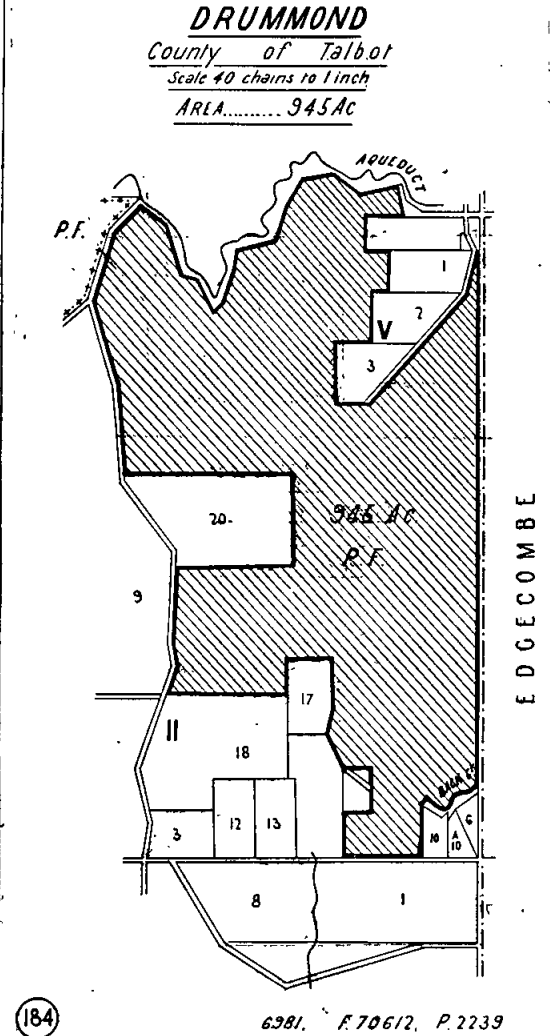 DRUMMOND
County of Talbot
Scale 40 chains to 1 inch
AREA.......... 945Ac
AQUEDUCT
P.F.
1
2
V
3
20.
945 Ac
P.F.
EDGECOMBE
9
17
II
18
3
12
13
10
A
10
G
8
1
184
6981. F.70612, P.2239